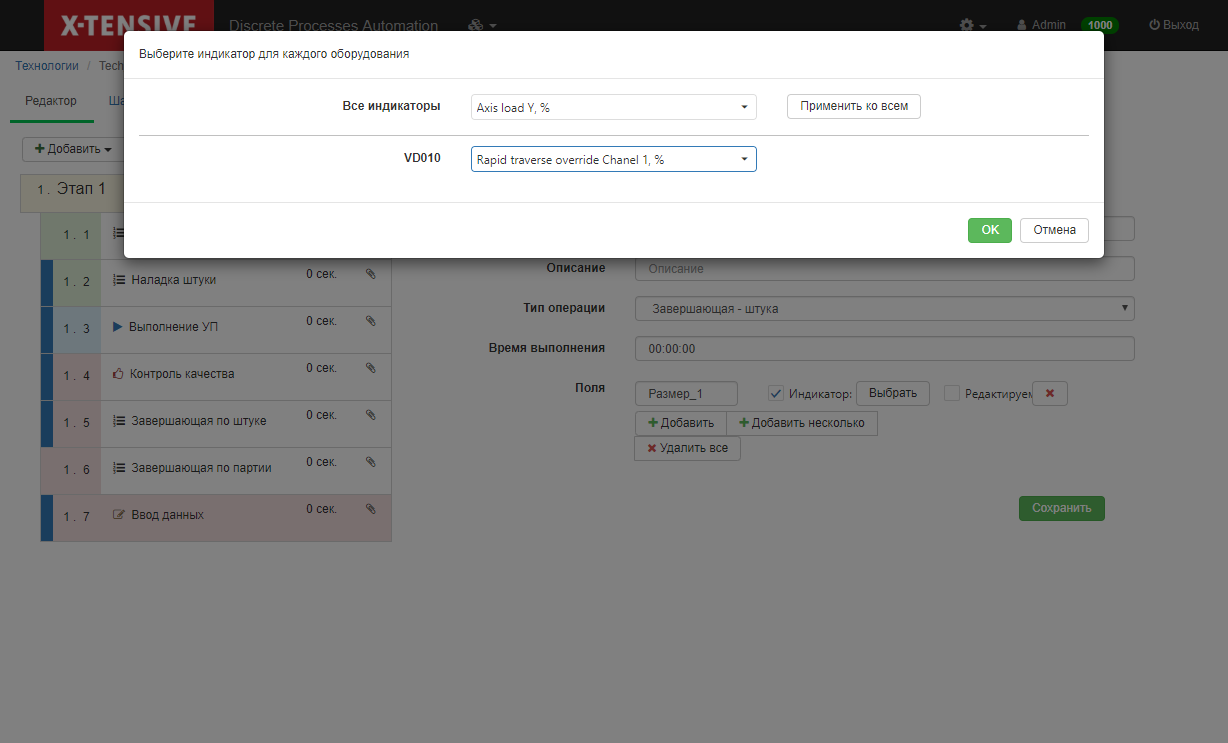 X-TENSIVE
Discrete Processes Automation
Admin 1000 Выход
Выберите индикатор для каждого оборудования
Все индикаторы Axis load Y, % Применить ко всем
VD010 Rapid traverse override Chanel 1, %
OK Отмена
Технологии / Tech
Редактор Ша
Добавить
1 . Этап 1
1 . 1
1 . 2 Наладка штуки 0 сек.
1 . 3 Выполнение УП 0 сек.
1 . 4 Контроль качества 0 сек.
1 . 5 Завершающая по штуке 0 сек.
1 . 6 Завершающая по партии 0 сек.
1 . 7 Ввод данных 0 сек.
Описание Описание
Тип операции Завершающая - штука
Время выполнения 00:00:00
Поля Размер_1 Индикатор: Выбрать Редактируем
Добавить Добавить несколько
Удалить все
Сохранить